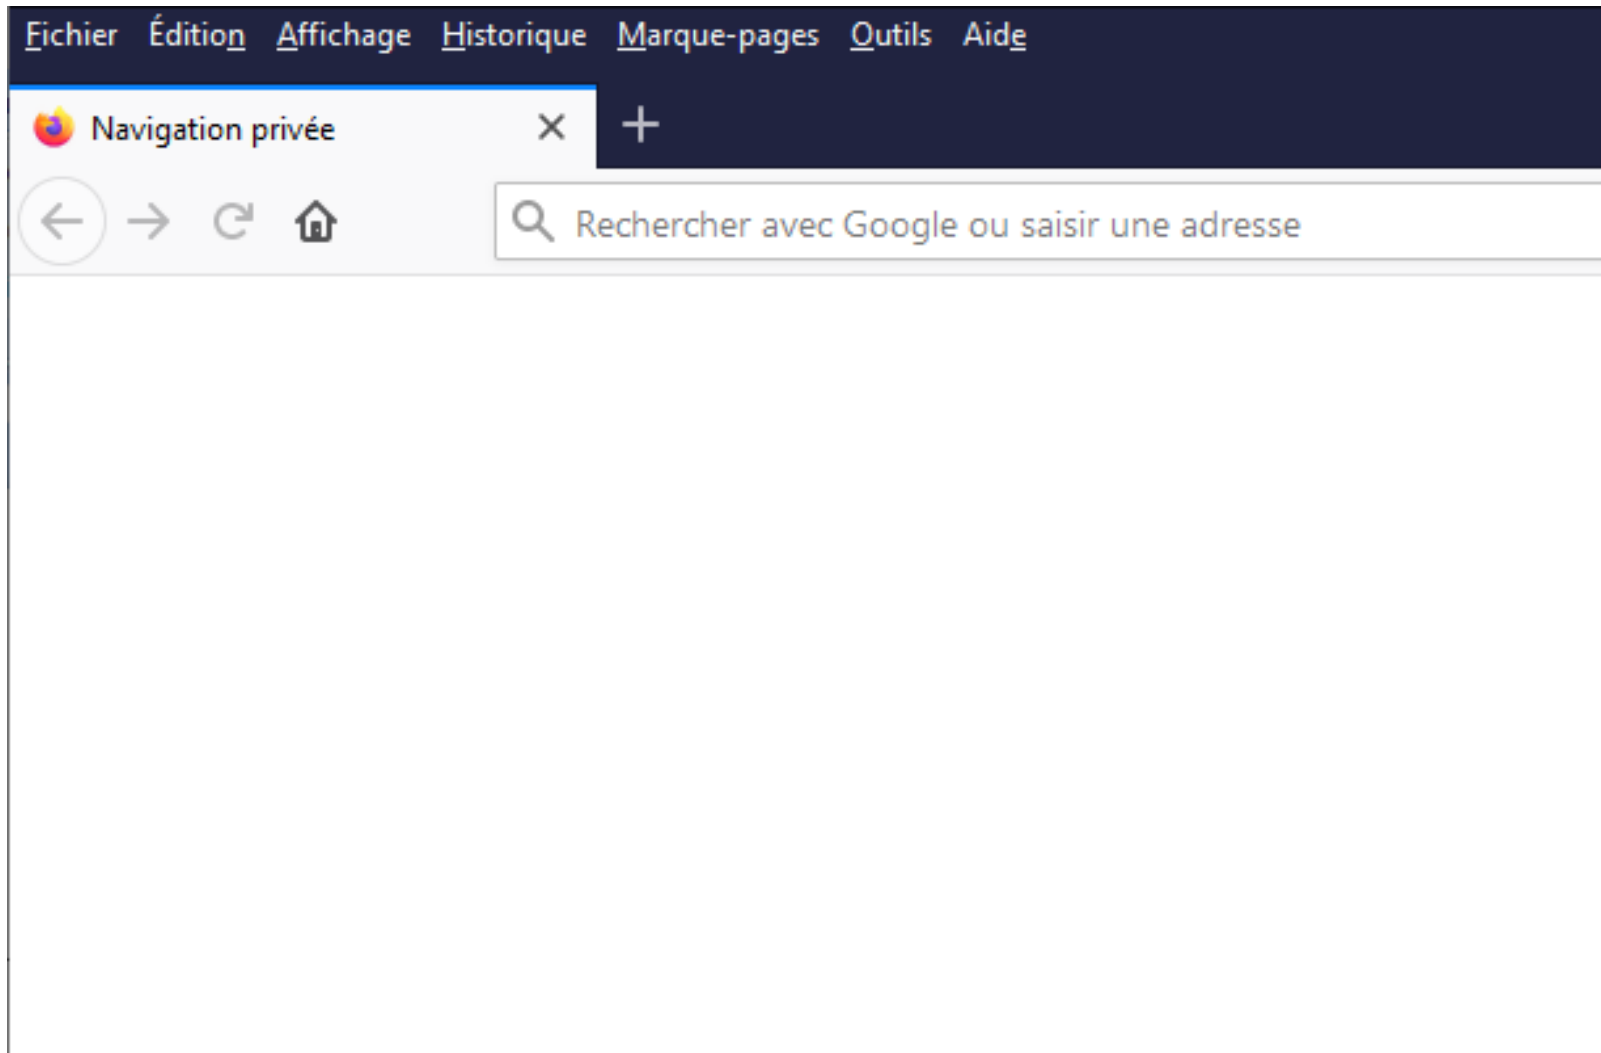 Fichier Édition Affichage Historique Marque-pages Outils Aide
Navigation privée
Rechercher avec Google ou saisir une adresse